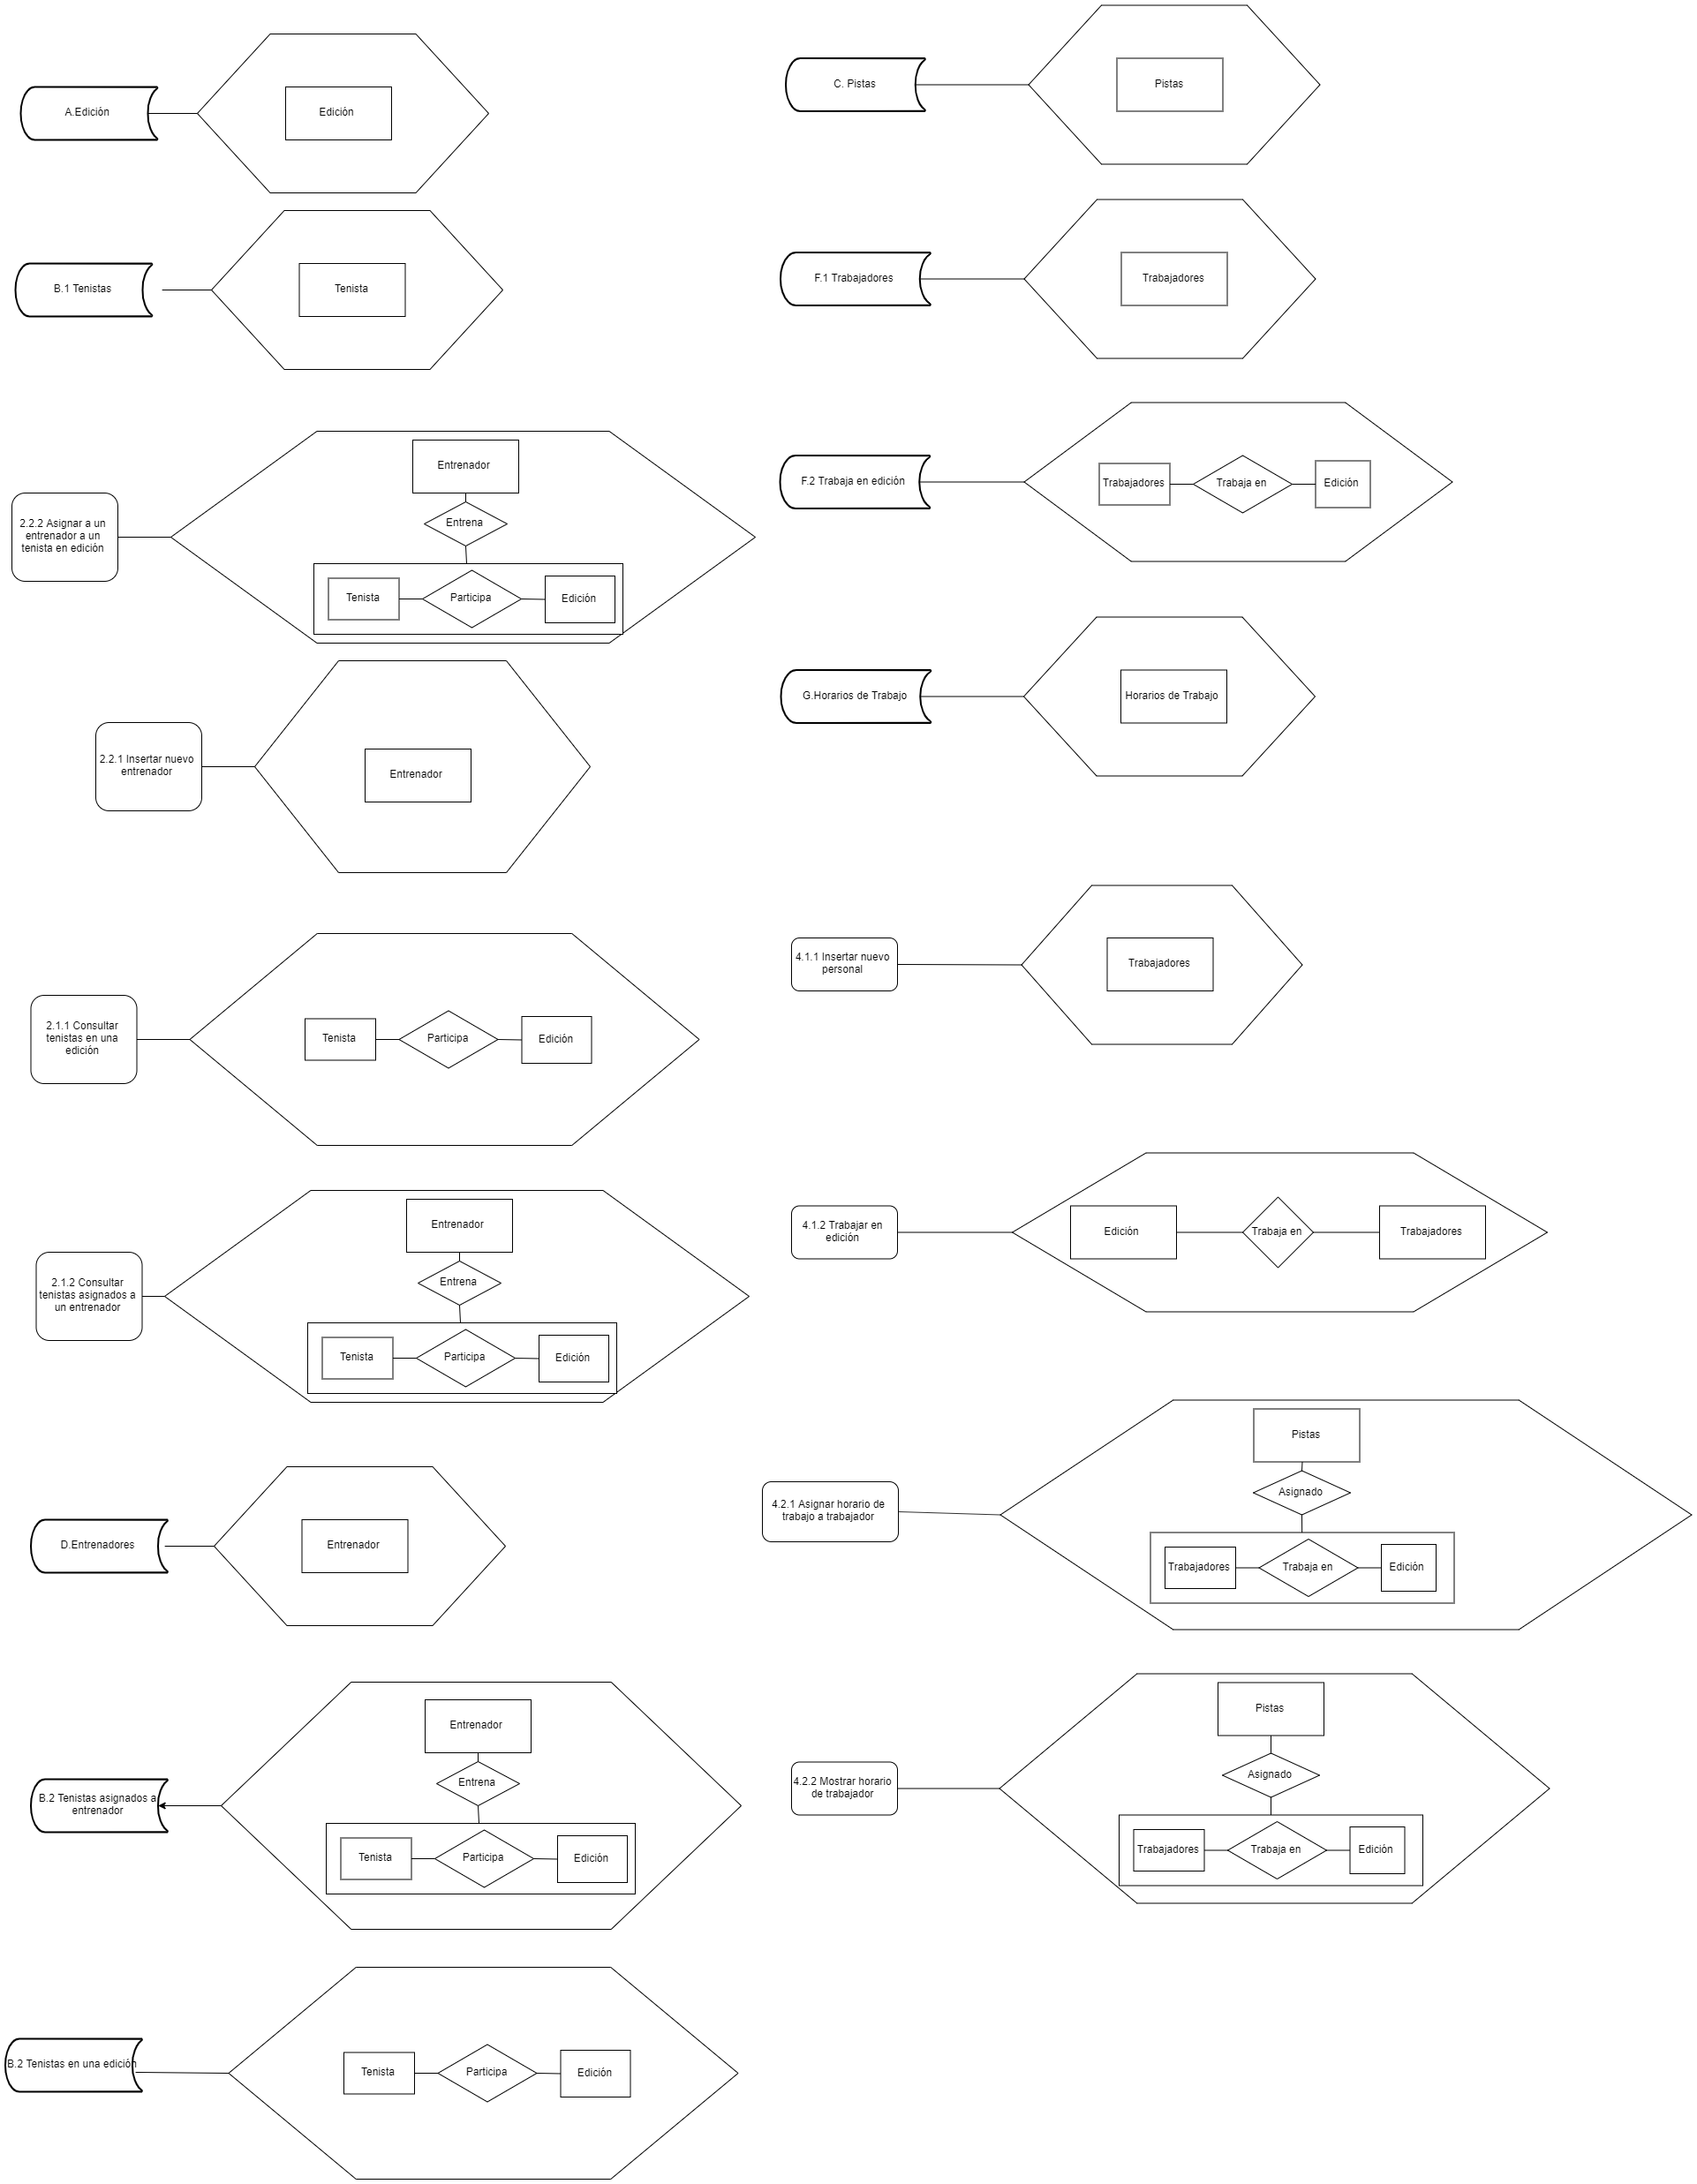 A.Edición
Edición
B.1 Tenistas
Tenista
2.2.2 Asignar a un
entrenador a un
tenista en edición
Entrenador
Entrena
Tenista
Participa
Edición
2.2.1 Insertar nuevo
entrenador
Entrenador
2.1.1 Consultar
tenistas en una
edición
Tenista
Participa
Edición
2.1.2 Consultar
tenistas asignados a
un entrenador
Entrenador
Entrena
Tenista
Participa
Edición
D.Entrenadores
Entrenador
B.2 Tenistas asignados a
entrenador
Entrenador
Entrena
Tenista
Participa
Edición
B.2 Tenistas en una edición
Tenista
Participa
Edición
C. Pistas
Pistas
F.1 Trabajadores
Trabajadores
F.2 Trabaja en edición
Trabajadores
Trabaja en
Edición
G.Horarios de Trabajo
Horarios de Trabajo
4.1.1 Insertar nuevo
personal
Trabajadores
4.1.2 Trabajar en
edición
Edición
Trabaja en
Trabajadores
4.2.1 Asignar horario de
trabajo a trabajador
Pistas
Asignado
Trabajadores
Trabaja en
Edición
4.2.2 Mostrar horario
de trabajador
Pistas
Asignado
Trabajadores
Trabaja en
Edición